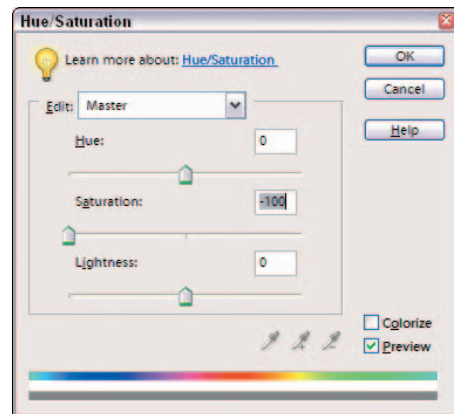 Hue/Saturation
Learn more about: Hue/Saturation
OK
Cancel
Help
Edit: Master
Hue: 0
Saturation: -100
Lightness: 0
Colorize
Preview